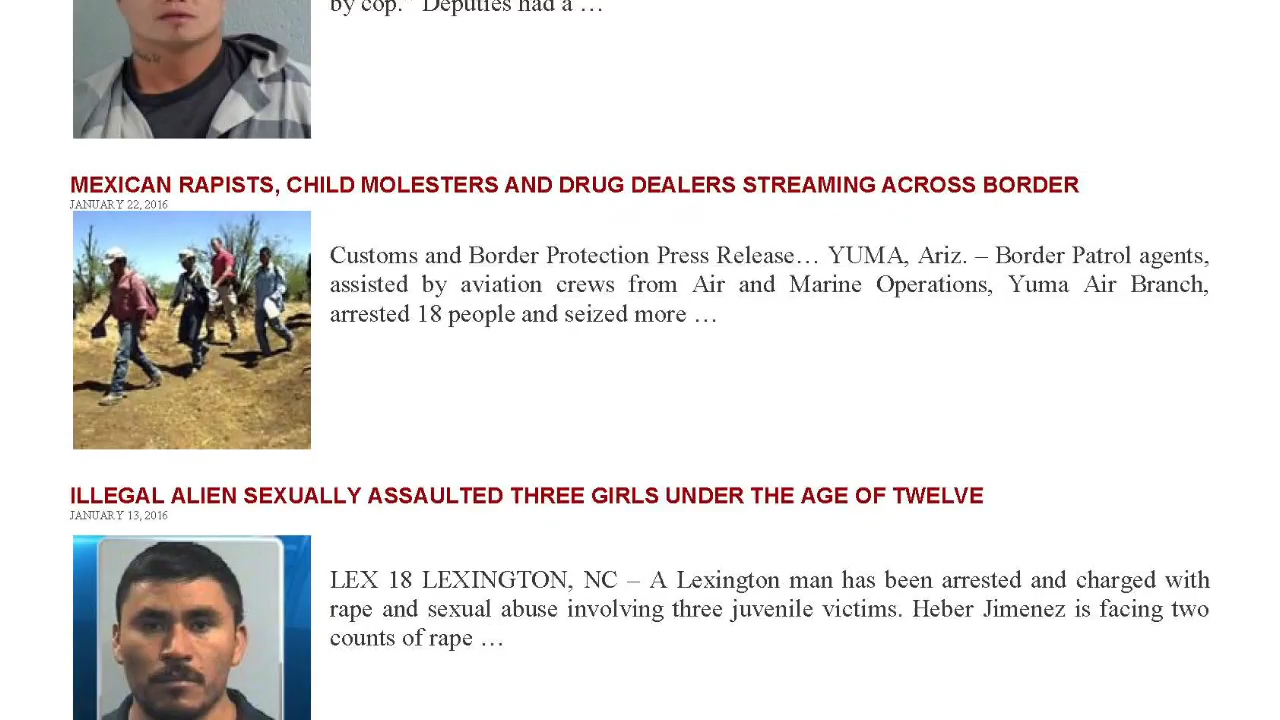 by cop." Deputies had a …
MEXICAN RAPISTS, CHILD MOLESTERS AND DRUG DEALERS STREAMING ACROSS BORDER
JANUARY 22, 2016
Customs and Border Protection Press Release… YUMA, Ariz. – Border Patrol agents,
assisted by aviation crews from Air and Marine Operations, Yuma Air Branch,
arrested 18 people and seized more …
ILLEGAL ALIEN SEXUALLY ASSAULTED THREE GIRLS UNDER THE AGE OF TWELVE
JANUARY 13, 2016
LEX 18 LEXINGTON, NC – A Lexington man has been arrested and charged with
rape and sexual abuse involving three juvenile victims. Heber Jimenez is facing two
counts of rape …